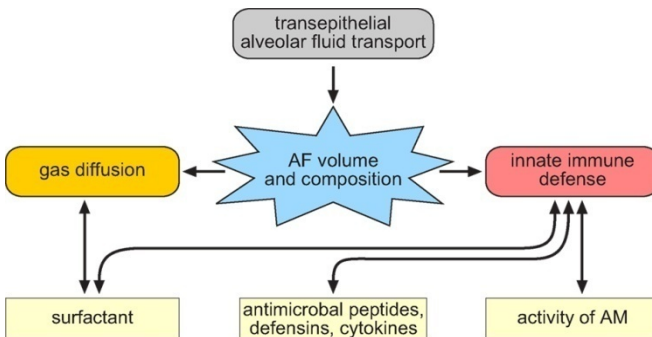 transepithelial
alveolar fluid transport
gas diffusion
AF volume
and composition
innate immune
defense
surfactant
antimicrobial peptides,
defensins, cytokines
activity of AM